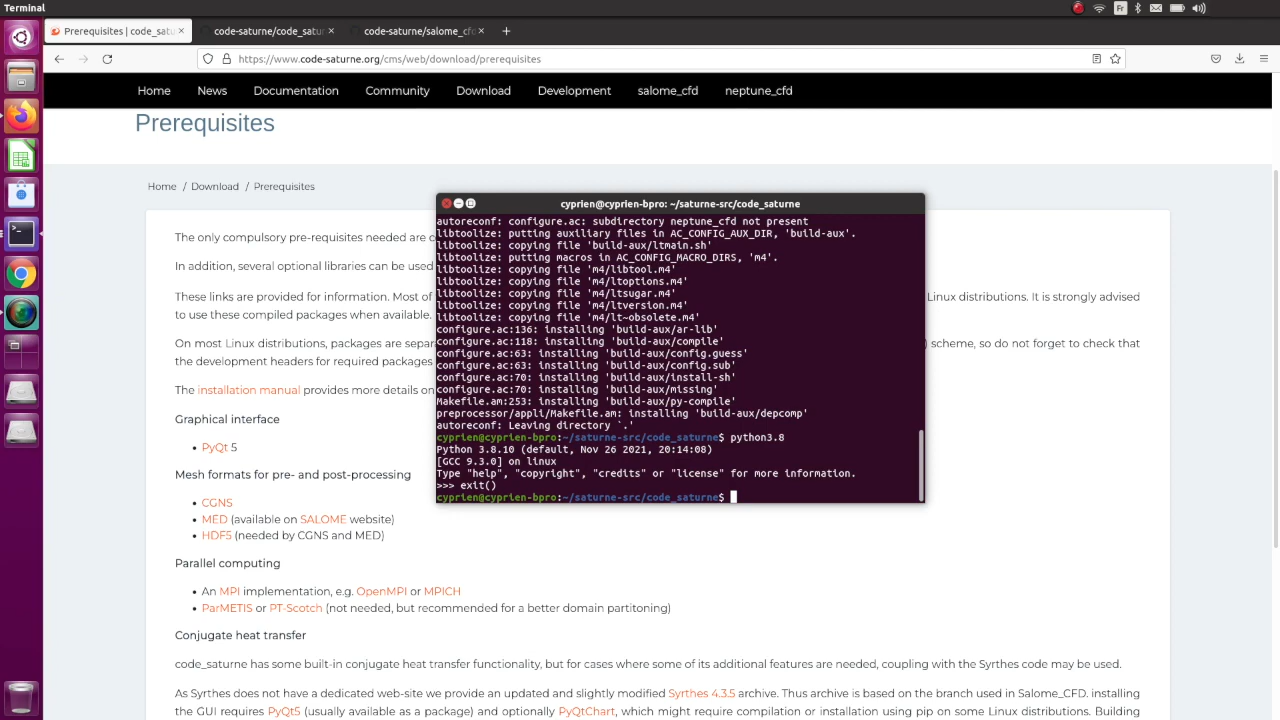 Terminal
Fr
Prerequisites | code_satu
code-saturne/code_satur
code-saturne/salome_cfd
https://www.code-saturne.org/cms/web/download/prerequisites
Home News Documentation Community Download Development salome_cfd neptune_cfd
Prerequisites
Home / Download / Prerequisites
The only compulsory pre-requisites needed are c
In addition, several optional libraries can be used
These links are provided for information. Most of
Linux distributions. It is strongly advised
to use these compiled packages when available.
On most Linux distributions, packages are separ
) scheme, so do not forget to check that
the development headers for required packages
The installation manual provides more details on
Graphical interface
• PyQt 5
Mesh formats for pre- and post-processing
• CGNS
• MED (available on SALOME website)
• HDF5 (needed by CGNS and MED)
Parallel computing
• An MPI implementation, e.g. OpenMPI or MPICH
• ParMETIS or PT-Scotch (not needed, but recommended for a better domain partitoning)
Conjugate heat transfer
code_saturne has some built-in conjugate heat transfer functionality, but for cases where some of its additional features are needed, coupling with the Syrthes code may be used.
As Syrthes does not have a dedicated web-site we provide an updated and slightly modified Syrthes 4.3.5 archive. Thus archive is based on the branch used in Salome_CFD. installing
the GUI requires PyQt5 (usually available as a package) and optionally PyQtChart, which might require compilation or installation using pip on some Linux distributions. Building
cyprien@cyprien-bpro: ~/saturne-src/code_saturne
autoreconf: configure.ac: subdirectory neptune_cfd not present
libtoolize: putting auxiliary files in AC_CONFIG_AUX_DIR, 'build-aux'.
libtoolize: copying file 'build-aux/ltmain.sh'
libtoolize: putting macros in AC_CONFIG_MACRO_DIRS, 'm4'.
libtoolize: copying file 'm4/libtool.m4'
libtoolize: copying file 'm4/ltoptions.m4'
libtoolize: copying file 'm4/ltsugar.m4'
libtoolize: copying file 'm4/ltversion.m4'
libtoolize: copying file 'm4/lt~obsolete.m4'
configure.ac:136: installing 'build-aux/ar-lib'
configure.ac:118: installing 'build-aux/compile'
configure.ac:63: installing 'build-aux/config.guess'
configure.ac:63: installing 'build-aux/config.sub'
configure.ac:70: installing 'build-aux/install-sh'
configure.ac:70: installing 'build-aux/missing'
Makefile.am:253: installing 'build-aux/py-compile'
preprocessor/appli/Makefile.am: installing 'build-aux/depcomp'
autoreconf: Leaving directory `.'
cyprien@cyprien-bpro:~/saturne-src/code_saturne$ python3.8
Python 3.8.10 (default, Nov 26 2021, 20:14:08)
[GCC 9.3.0] on linux
Type "help", "copyright", "credits" or "license" for more information.
>>> exit()
cyprien@cyprien-bpro:~/saturne-src/code_saturne$